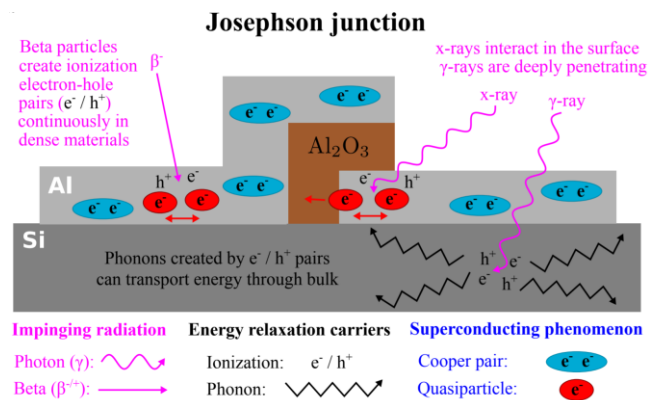 Josephson junction
Beta particles
create ionization
electron-hole
pairs (e⁻ / h⁺)
continuously in
dense materials
β⁻
x-rays interact in the surface
γ-rays are deeply penetrating
x-ray
γ-ray
e⁻ e⁻
e⁻ e⁻
Al₂O₃
h⁺ e⁻
e⁻ h⁺
Al
e⁻ e⁻
e⁻ e⁻
e⁻ e⁻
e⁻ e⁻
e⁻ e⁻
e⁻ e⁻
Si
Phonons created by e⁻ / h⁺ pairs
can transport energy through bulk
h⁺ e⁻
e⁻ h⁺
Impinging radiation
Photon (γ):
Beta (β⁻ᐟ⁺):
Energy relaxation carriers
Ionization: e⁻ / h⁺
Phonon:
Superconducting phenomenon
Cooper pair: e⁻ e⁻
Quasiparticle: e⁻